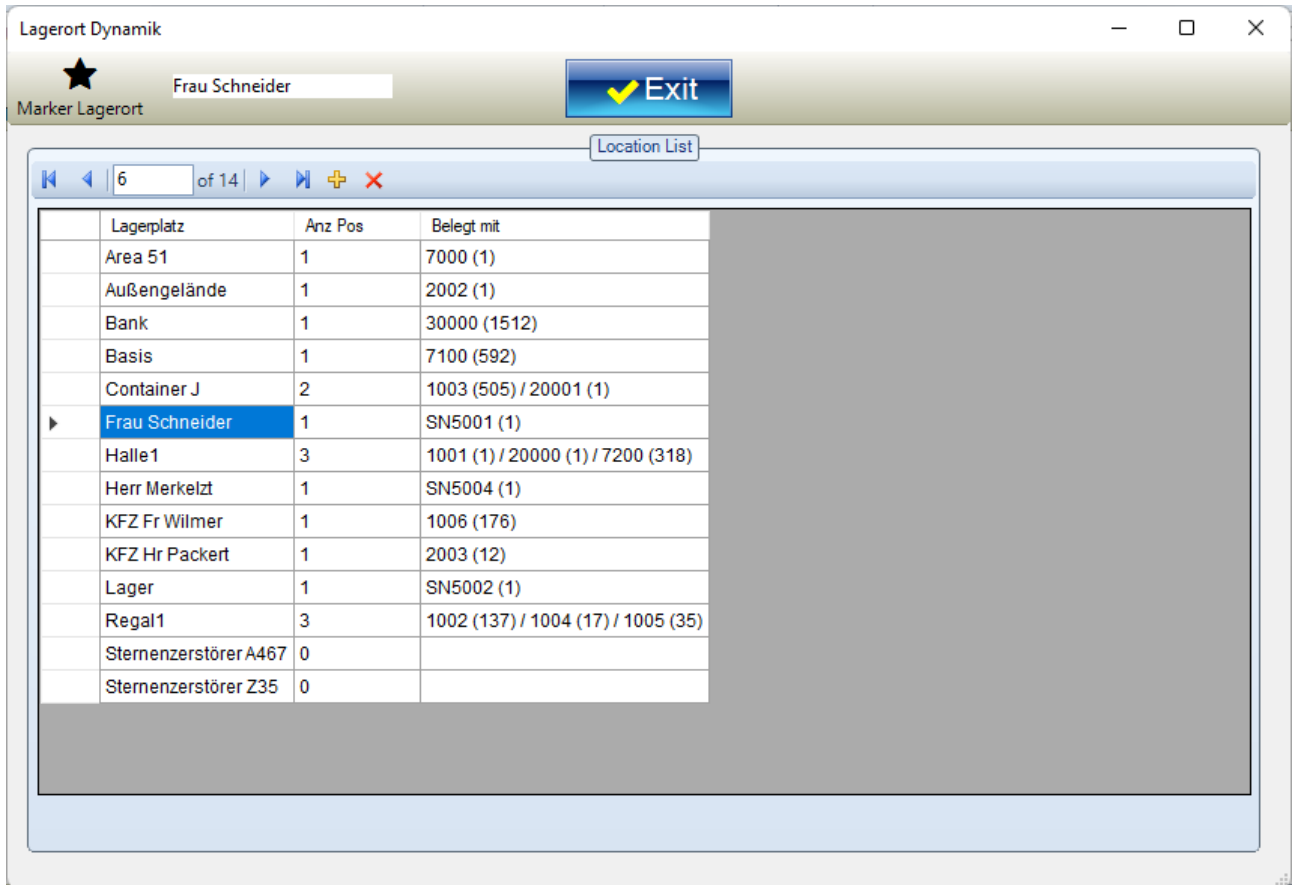 Lagerort Dynamik
Marker Lagerort
Frau Schneider
Exit
Location List
6 of 14
Lagerplatz Anz Pos Belegt mit
Area 51 1 7000 (1)
Außengelände 1 2002 (1)
Bank 1 30000 (1512)
Basis 1 7100 (592)
Container J 2 1003 (505) / 20001 (1)
Frau Schneider 1 SN5001 (1)
Halle1 3 1001 (1) / 20000 (1) / 7200 (318)
Herr Merkelzt 1 SN5004 (1)
KFZ Fr Wilmer 1 1006 (176)
KFZ Hr Packert 1 2003 (12)
Lager 1 SN5002 (1)
Regal1 3 1002 (137) / 1004 (17) / 1005 (35)
Sternenzerstörer A467 0
Sternenzerstörer Z35 0